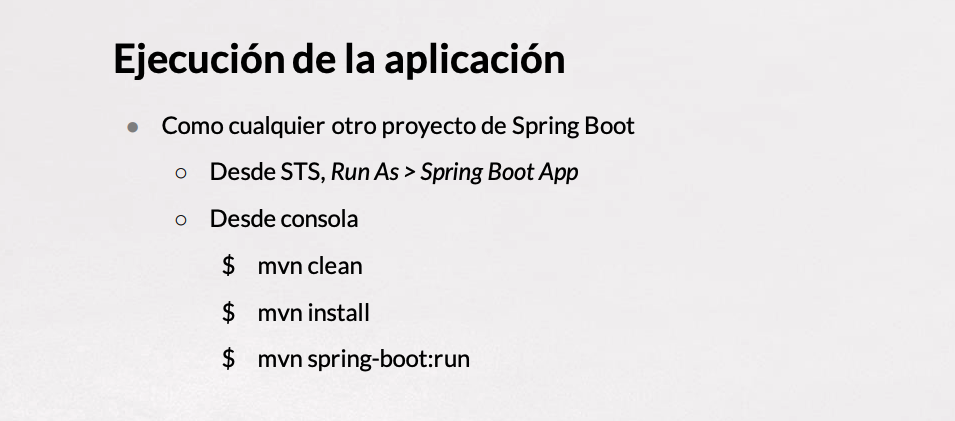 Ejecución de la aplicación
● Como cualquier otro proyecto de Spring Boot
○ Desde STS, Run As > Spring Boot App
○ Desde consola
$ mvn clean
$ mvn install
$ mvn spring-boot:run